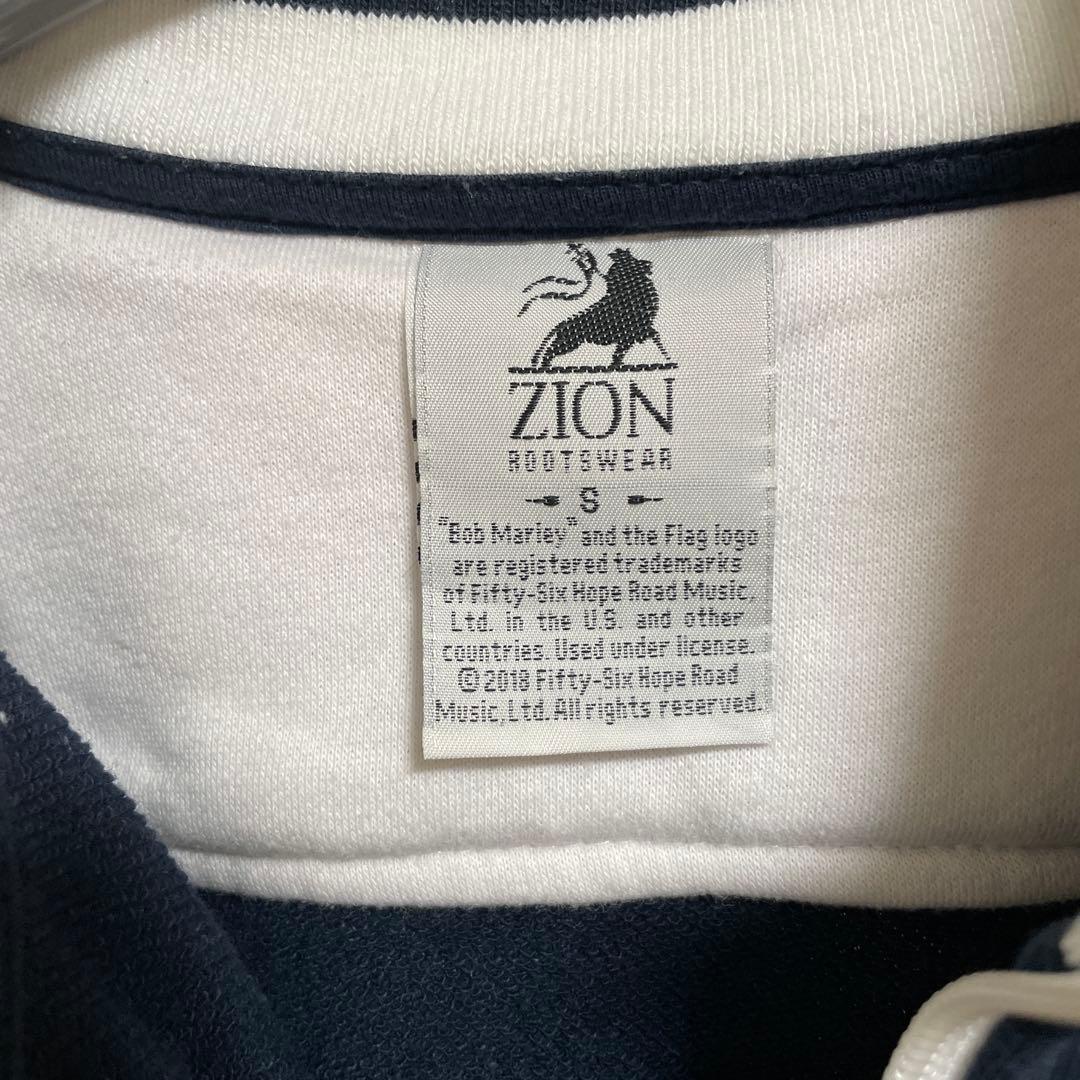 ZION
ROOTSWEAR
S
"Bob Marley" and the Flag logo
are registered trademarks
of Fifty-Six Hope Road Music,
Ltd. in the U.S. and other
countries. Used under license.
© 2018 Fifty-Six Hope Road
Music, Ltd. All rights reserved.